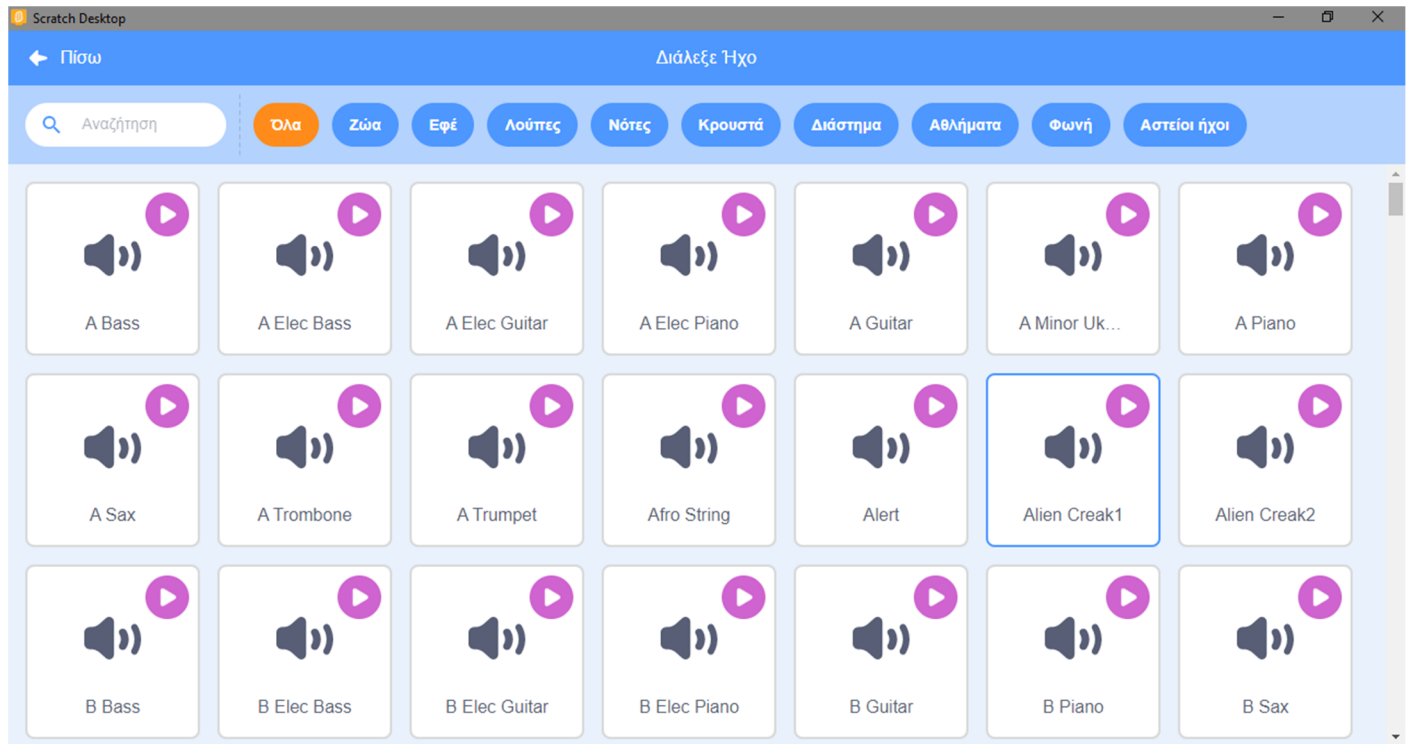 Scratch Desktop
Πίσω
Διάλεξε Ήχο
Αναζήτηση
Όλα Ζώα Εφέ Λούπες Νότες Κρουστά Διάστημα Αθλήματα Φωνή Αστείοι ήχοι
A Bass A Elec Bass A Elec Guitar A Elec Piano A Guitar A Minor Uk... A Piano
A Sax A Trombone A Trumpet Afro String Alert Alien Creak1 Alien Creak2
B Bass B Elec Bass B Elec Guitar B Elec Piano B Guitar B Piano B Sax